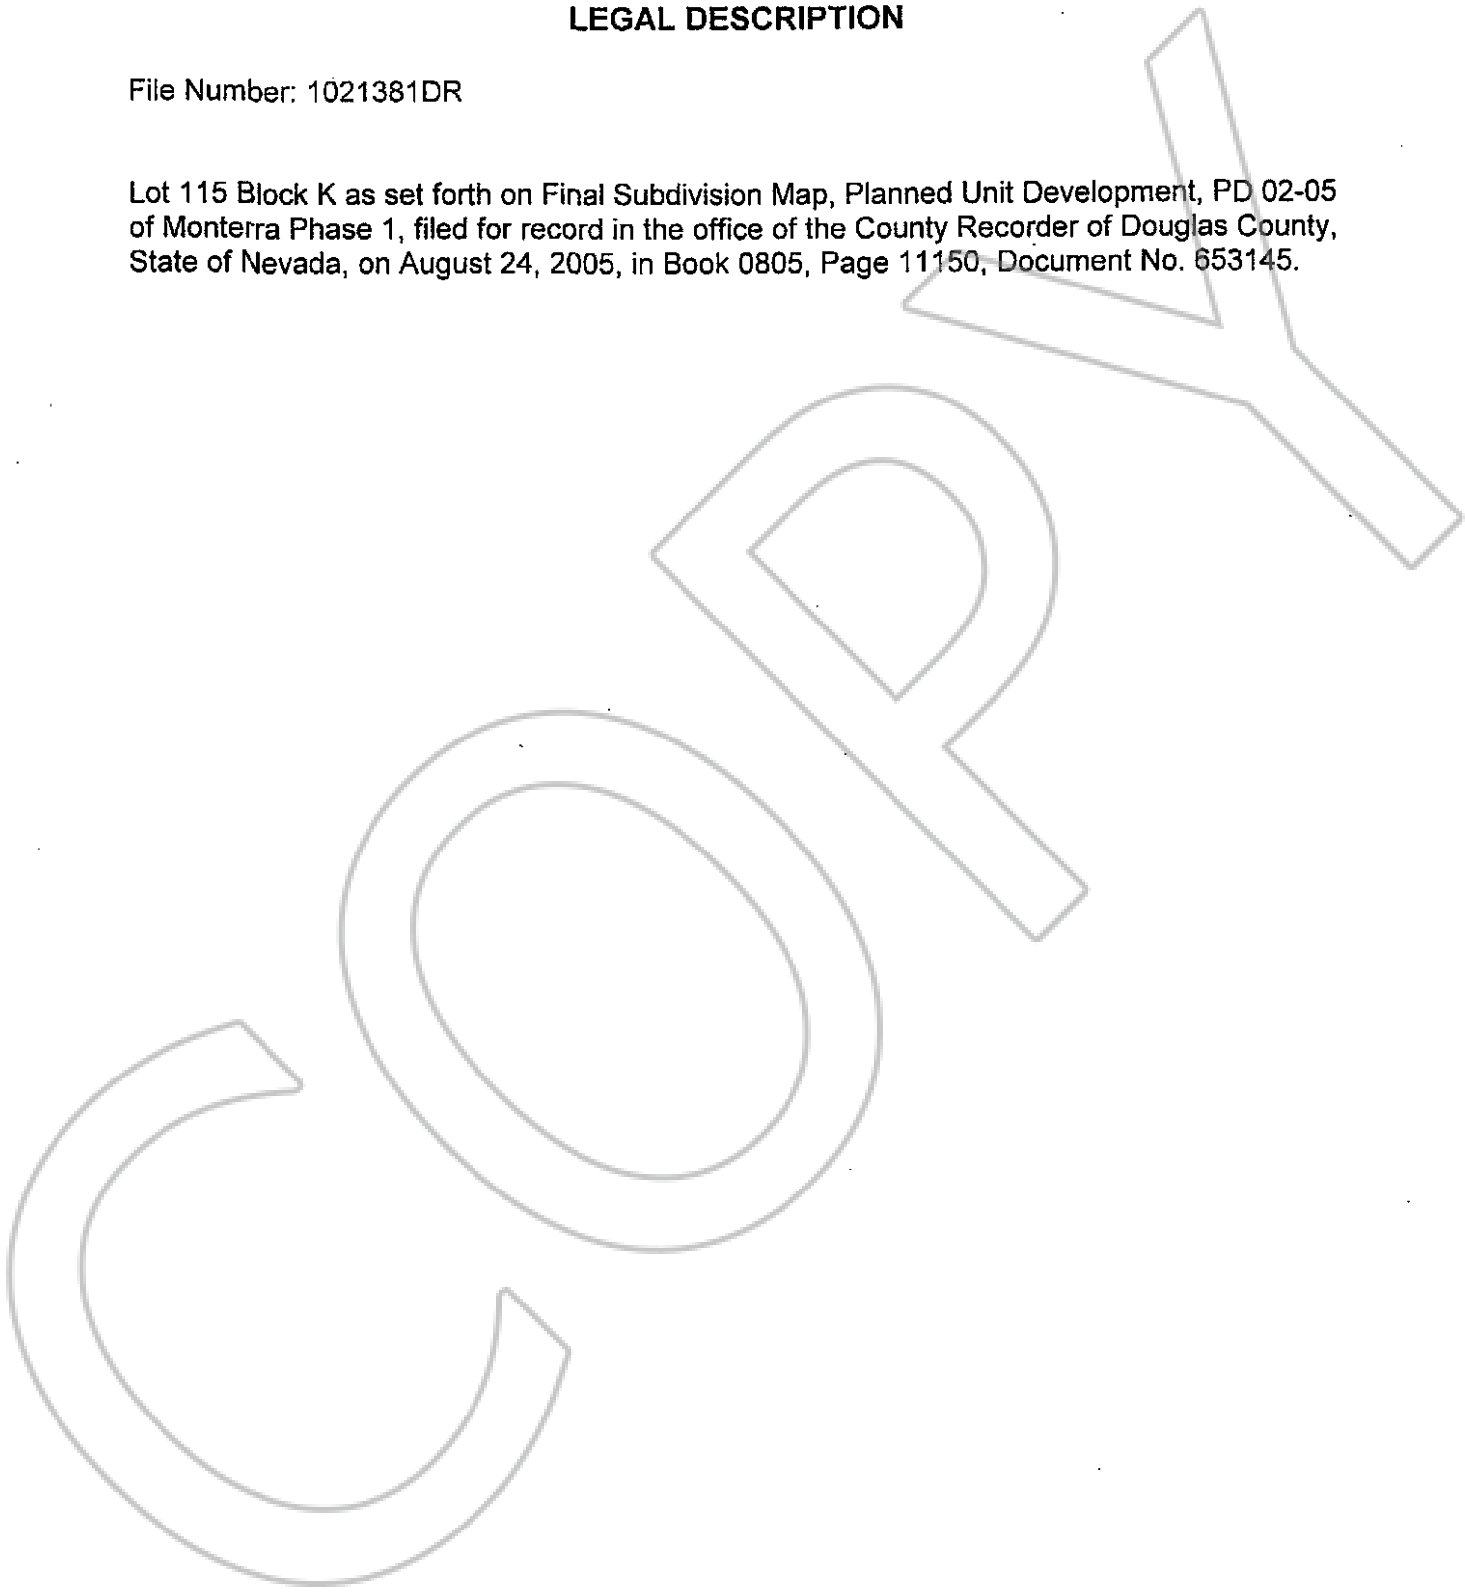 LEGAL DESCRIPTION
File Number: 1021381DR
Lot 115 Block K as set forth on Final Subdivision Map, Planned Unit Development, PD 02-05
of Monterra Phase 1, filed for record in the office of the County Recorder of Douglas County,
State of Nevada, on August 24, 2005, in Book 0805, Page 11150, Document No. 653145.
COPY